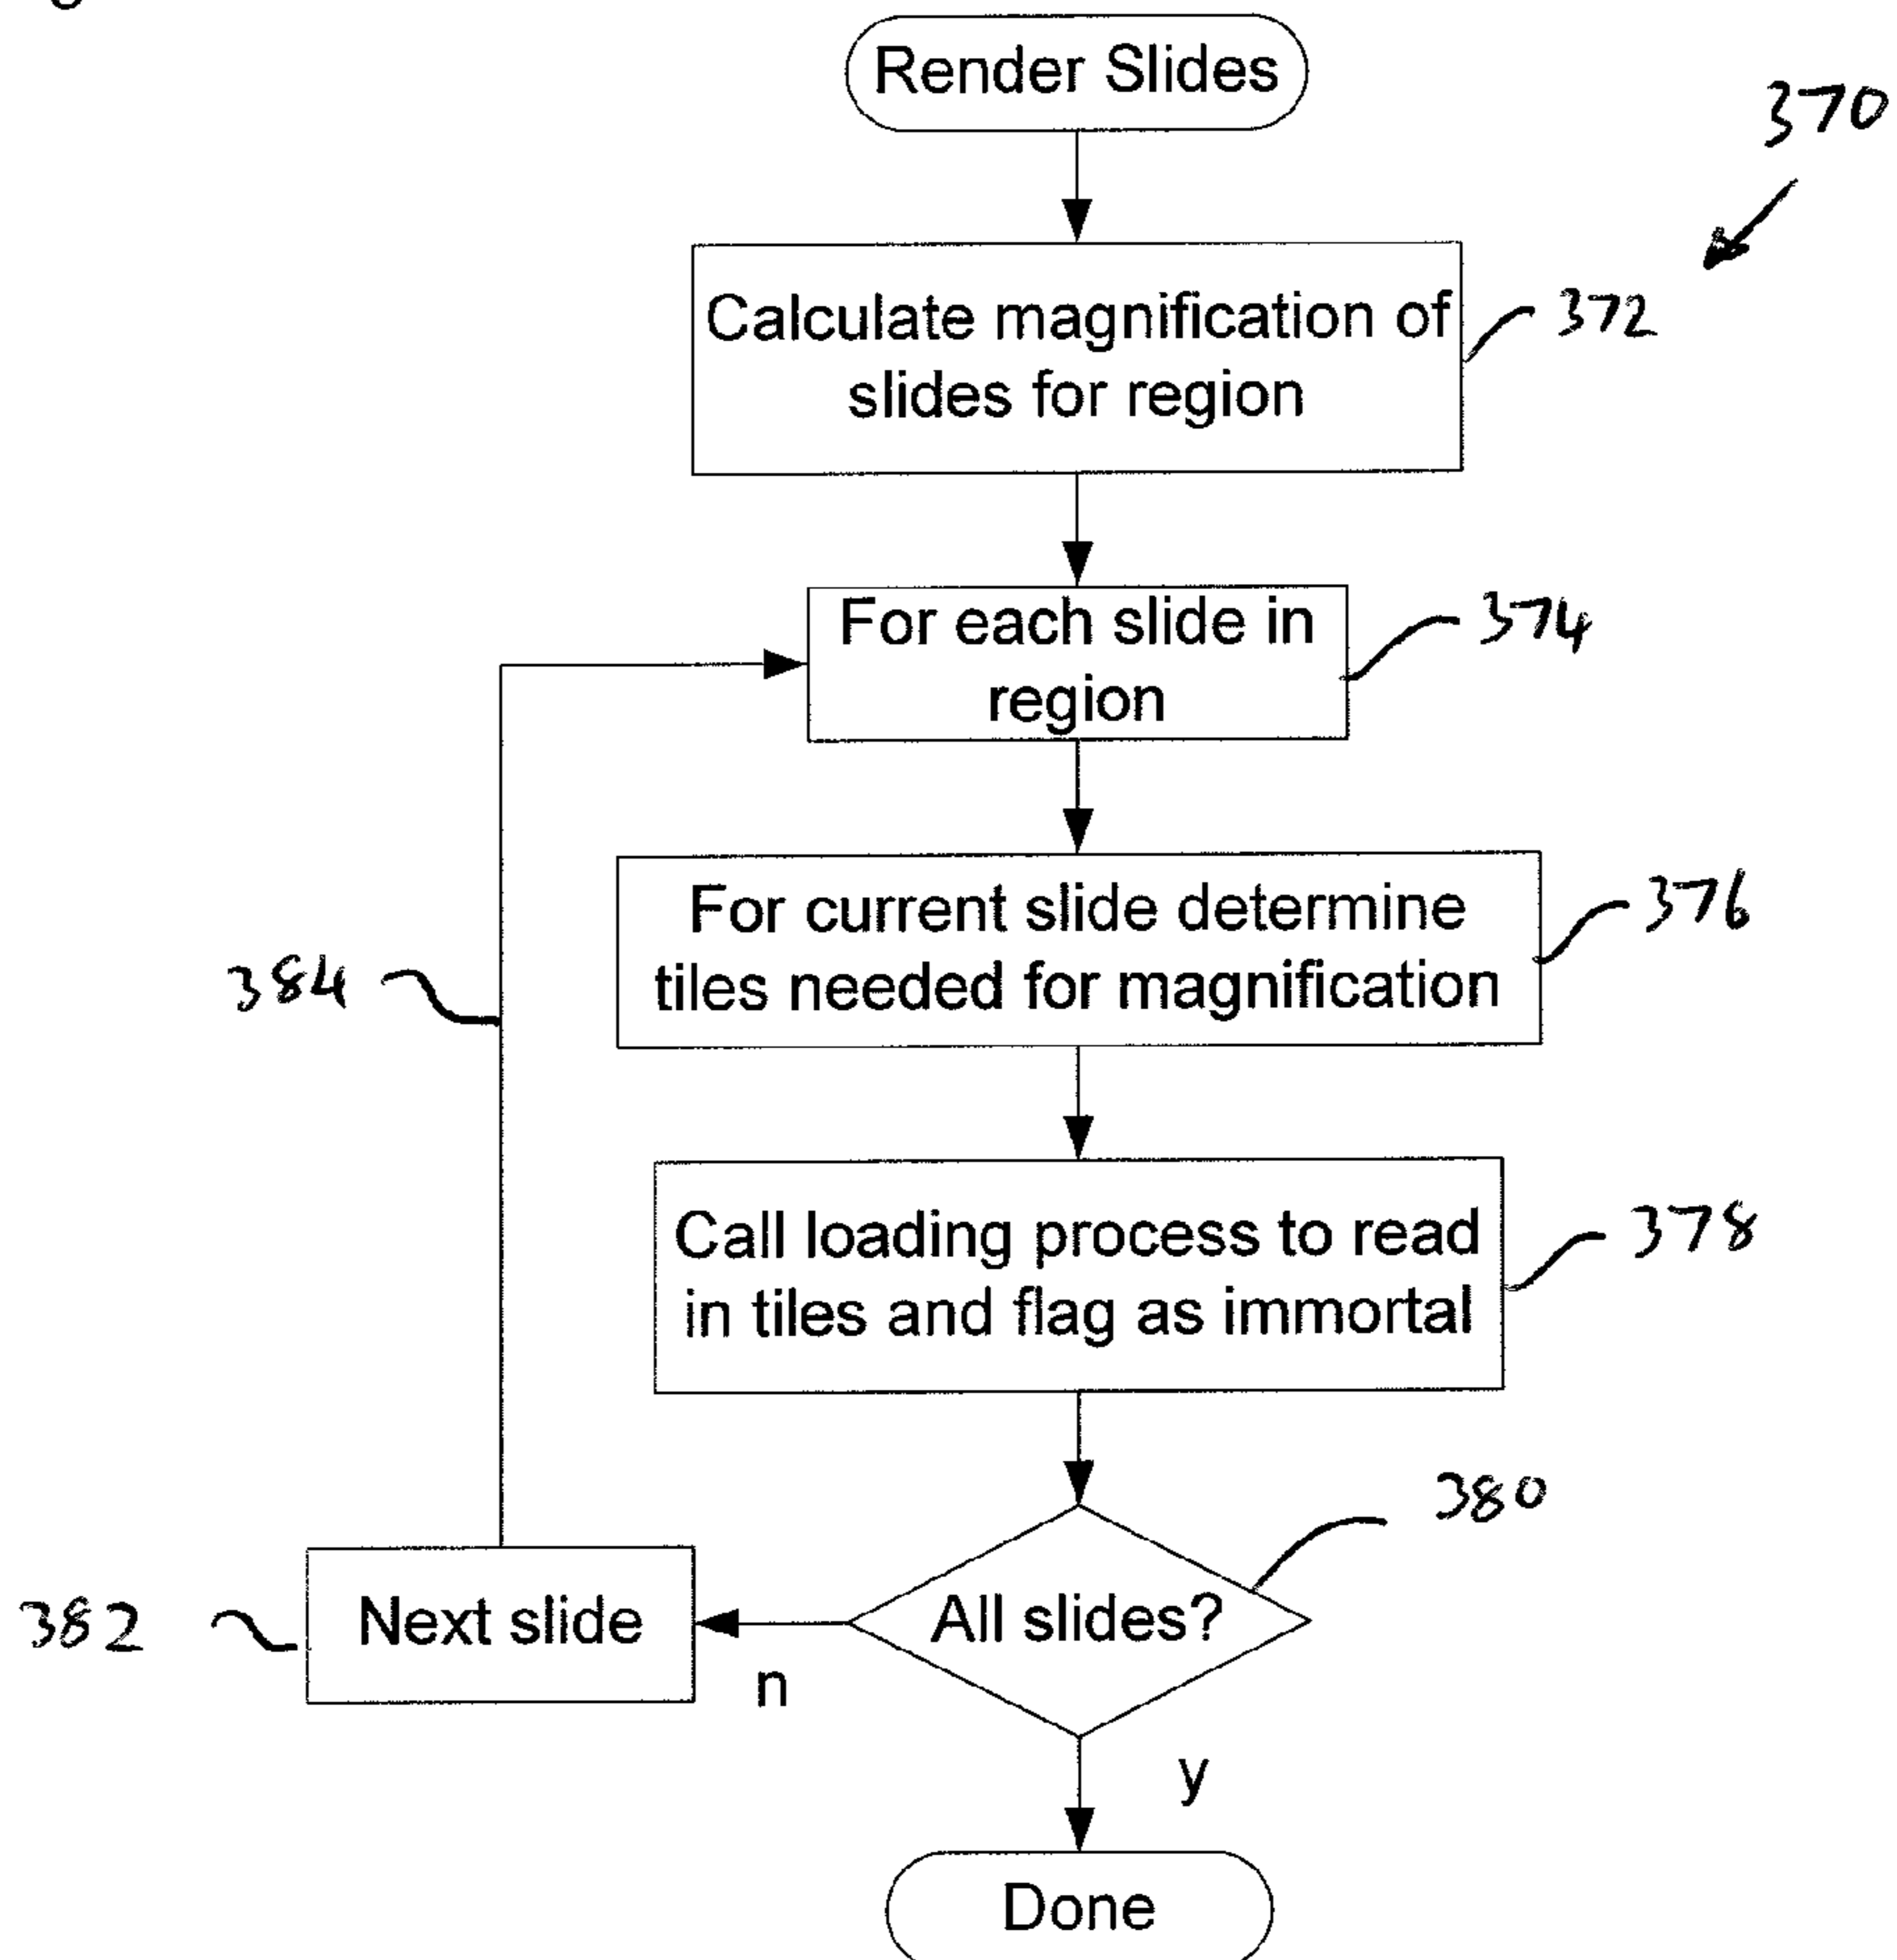 Render Slides
370
Calculate magnification of
slides for region
372
For each slide in
region
374
For current slide determine
tiles needed for magnification
376
384
Call loading process to read
in tiles and flag as immortal
378
380
All slides?
Next slide
382
n
y
Done